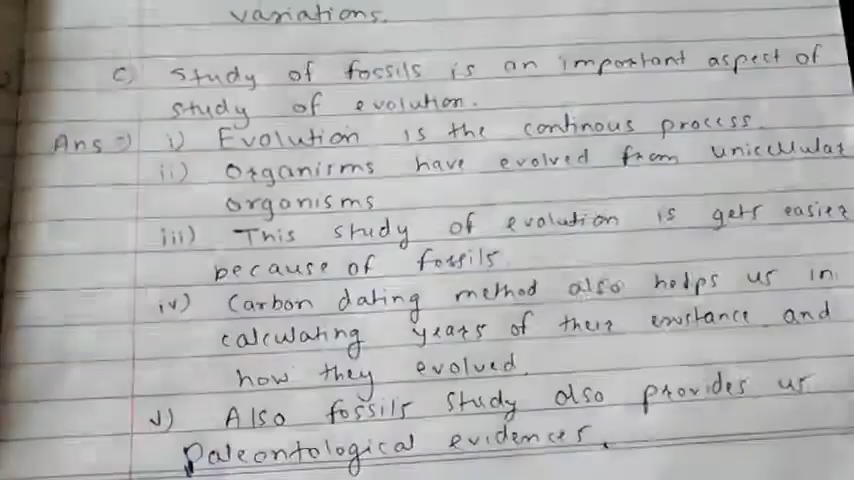 variations.
c) Study of fossils is an important aspect of
study of evolution.
Ans ⇒ i) Evolution is the continous process.
ii) Organisms have evolved from unicellular
organisms
iii) This study of evolution is gets easier
because of fossils.
iv) Carbon dating method also helps us in
calculating years of their existance and
how they evolved.
v) Also fossils study also provides us
Paleontological evidences.